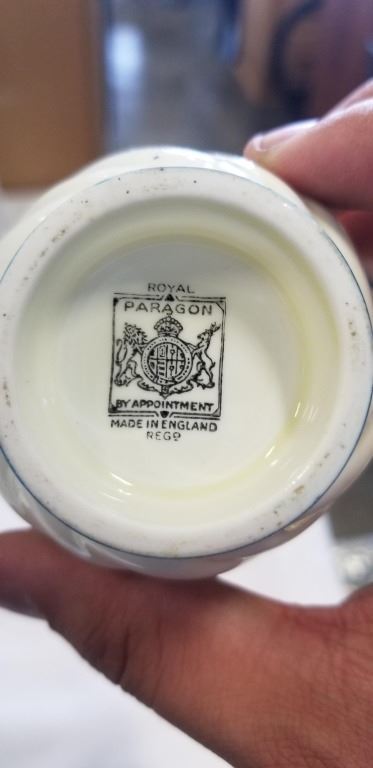 ROYAL
PARAGON
BY APPOINTMENT
MADE IN ENGLAND
REGD